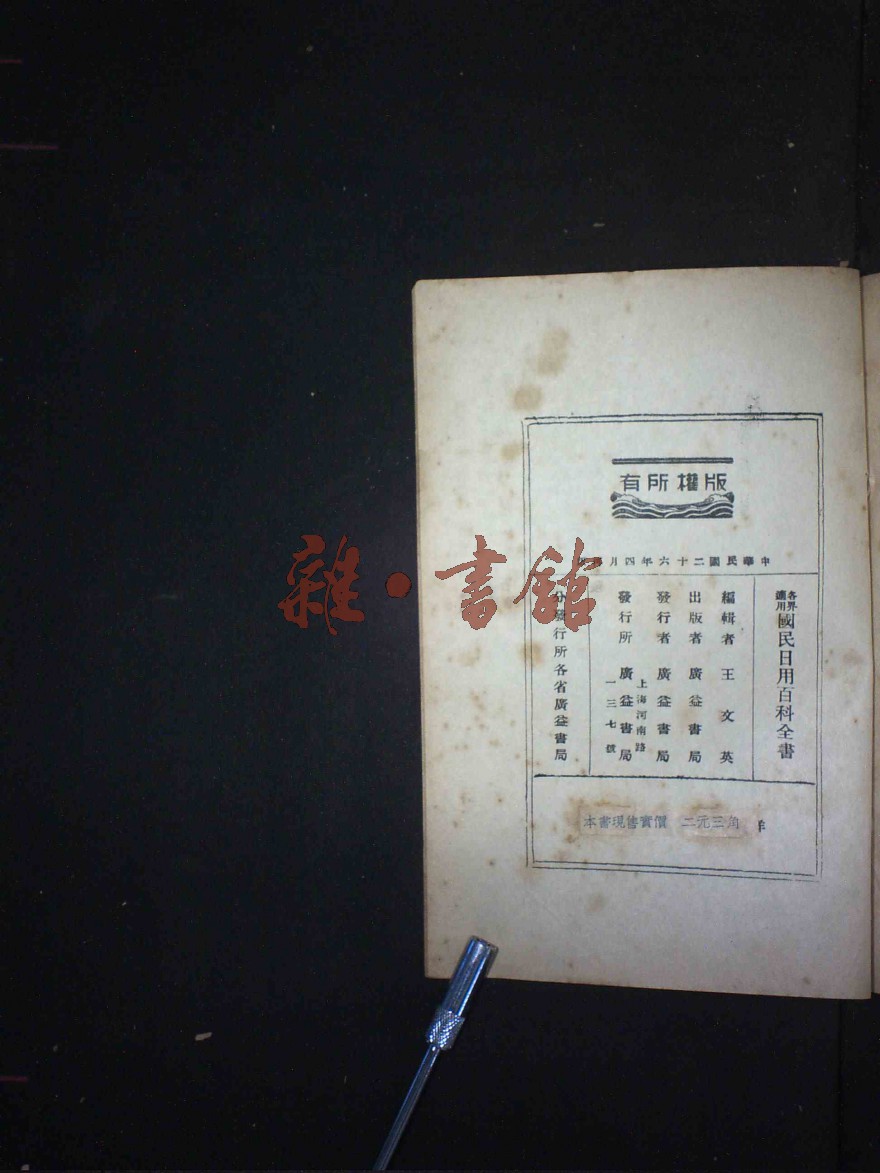 版權所有
中華民國二十六年四月
各界適用
國民日用百科全書
編輯者 王文英
出版者 廣益書局
發行者 廣益書局
上海河南路
一三七號
發行所 廣益書局
分發行所各省廣益書局
本書現售實價 二元三角
雜·書館